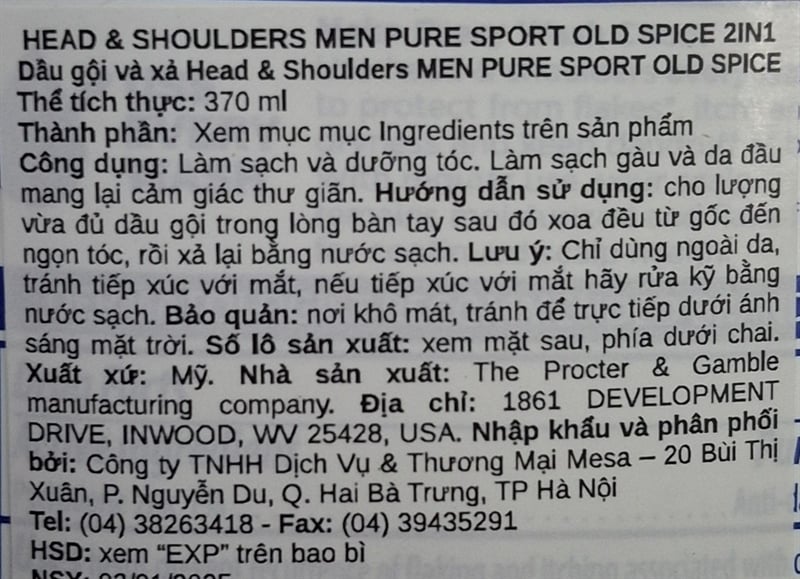 HEAD & SHOULDERS MEN PURE SPORT OLD SPICE 2IN1
Dầu gội và xả Head & Shoulders MEN PURE SPORT OLD SPICE
Thể tích thực: 370 ml
Thành phần: Xem mục mục Ingredients trên sản phẩm
Công dụng: Làm sạch và dưỡng tóc. Làm sạch gàu và da đầu
mang lại cảm giác thư giãn. Hướng dẫn sử dụng: cho lượng
vừa đủ dầu gội trong lòng bàn tay sau đó xoa đều từ gốc đến
ngọn tóc, rồi xả lại bằng nước sạch. Lưu ý: Chỉ dùng ngoài da,
tránh tiếp xúc với mắt, nếu tiếp xúc với mắt hãy rửa kỹ bằng
nước sạch. Bảo quản: nơi khô mát, tránh để trực tiếp dưới ánh
sáng mặt trời. Số lô sản xuất: xem mặt sau, phía dưới chai.
Xuất xứ: Mỹ. Nhà sản xuất: The Procter & Gamble
manufacturing company. Địa chỉ: 1861 DEVELOPMENT
DRIVE, INWOOD, WV 25428, USA. Nhập khẩu và phân phối
bởi: Công ty TNHH Dịch Vụ & Thương Mại Mesa – 20 Bùi Thị
Xuân, P. Nguyễn Du, Q. Hai Bà Trưng, TP Hà Nội
Tel: (04) 38263418 - Fax: (04) 39435291
HSD: xem “EXP” trên bao bì